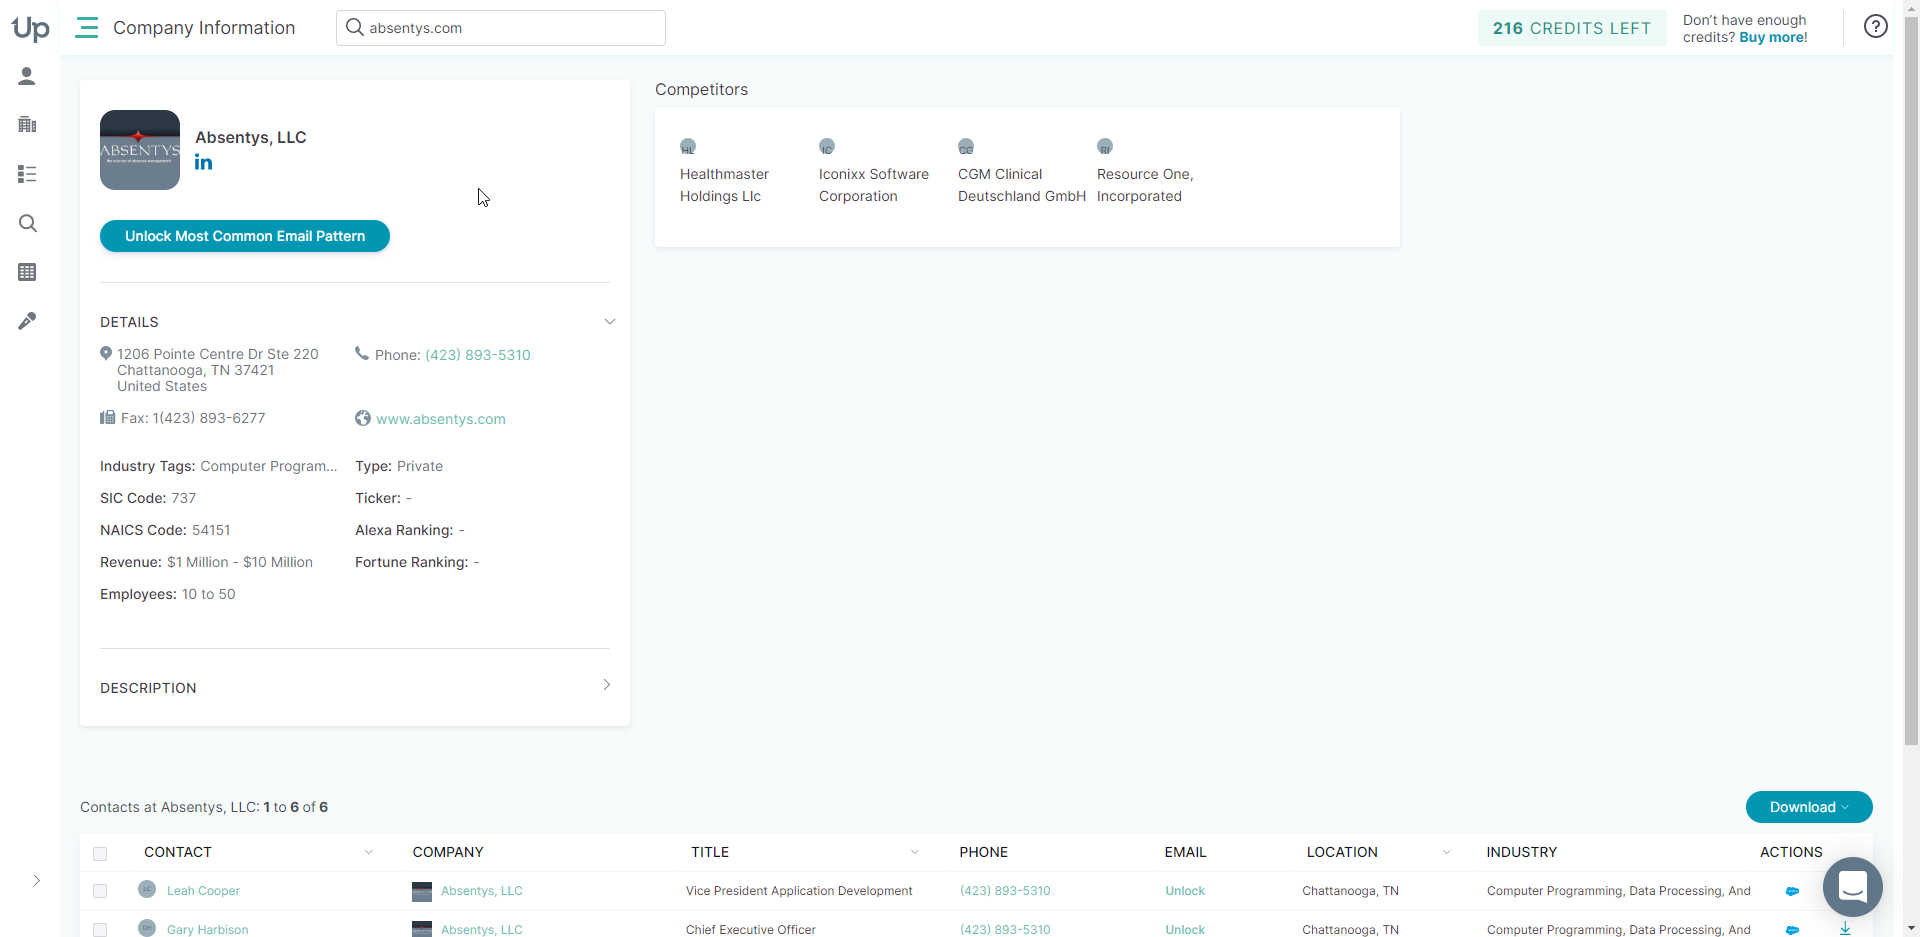 Up
Company Information
absentys.com
216 CREDITS LEFT
Don't have enough
credits? Buy more!
ABSENTYS
the science of absence management
Absentys, LLC
in
Unlock Most Common Email Pattern
DETAILS
1206 Pointe Centre Dr Ste 220
Chattanooga, TN 37421
United States
Phone: (423) 893-5310
Fax: 1(423) 893-6277
www.absentys.com
Industry Tags: Computer Program...
Type: Private
SIC Code: 737
Ticker: -
NAICS Code: 54151
Alexa Ranking: -
Revenue: $1 Million - $10 Million
Fortune Ranking: -
Employees: 10 to 50
DESCRIPTION
Competitors
HL
Healthmaster
Holdings Llc
IC
Iconixx Software
Corporation
CG
CGM Clinical
Deutschland GmbH
RI
Resource One,
Incorporated
Contacts at Absentys, LLC: 1 to 6 of 6
Download
CONTACT COMPANY TITLE PHONE EMAIL LOCATION INDUSTRY ACTIONS
LC Leah Cooper Absentys, LLC Vice President Application Development (423) 893-5310 Unlock Chattanooga, TN Computer Programming, Data Processing, And
GH Gary Harbison Absentys, LLC Chief Executive Officer (423) 893-5310 Unlock Chattanooga, TN Computer Programming, Data Processing, And